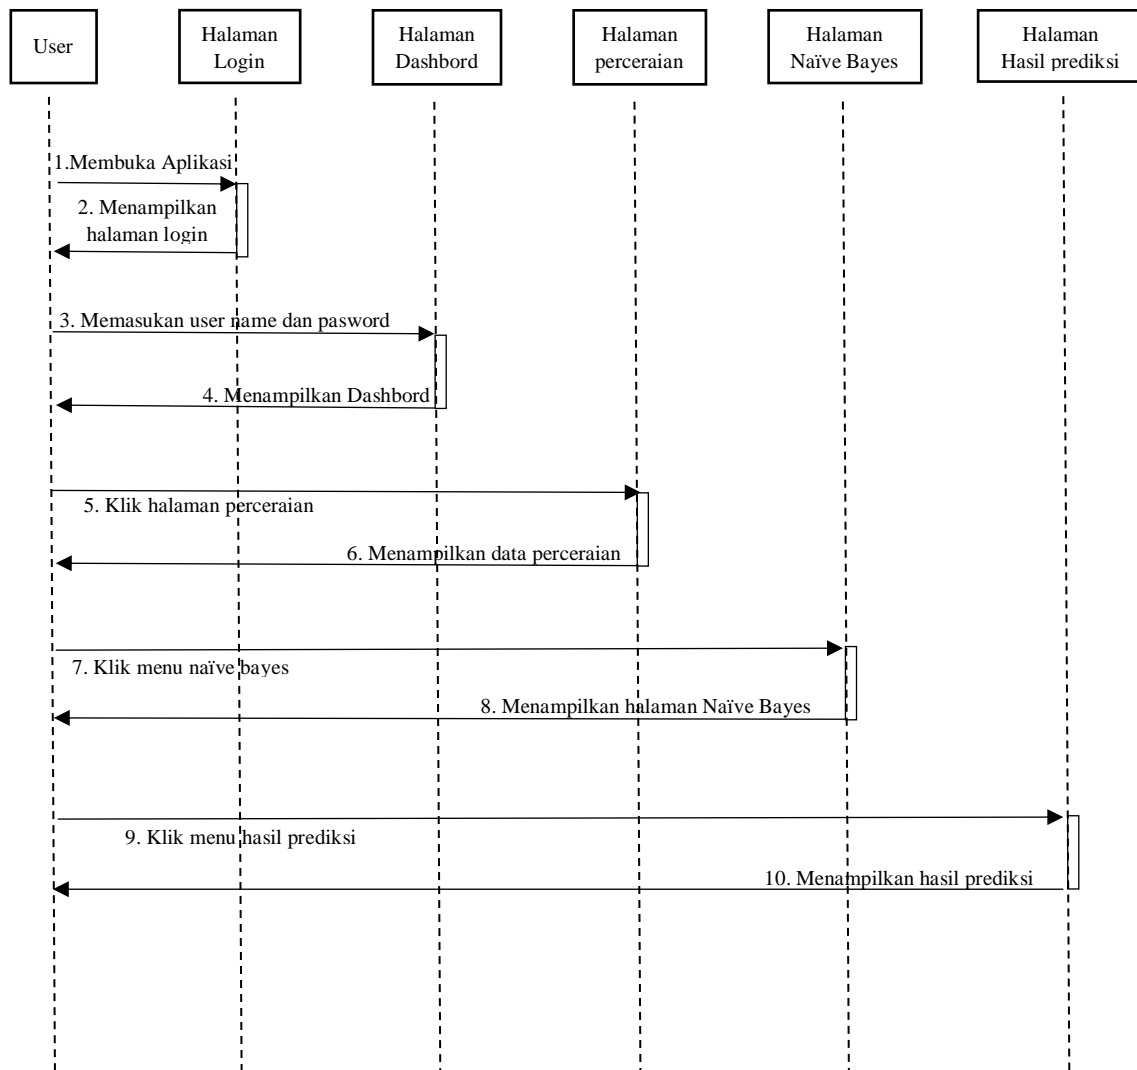 User
Halaman
Login
Halaman
Dashbord
Halaman
perceraian
Halaman
Naïve Bayes
Halaman
Hasil prediksi
1.Membuka Aplikasi
2. Menampilkan
halaman login
3. Memasukan user name dan pasword
4. Menampilkan Dashbord
5. Klik halaman perceraian
6. Menampilkan data perceraian
7. Klik menu naïve bayes
8. Menampilkan halaman Naïve Bayes
9. Klik menu hasil prediksi
10. Menampilkan hasil prediksi